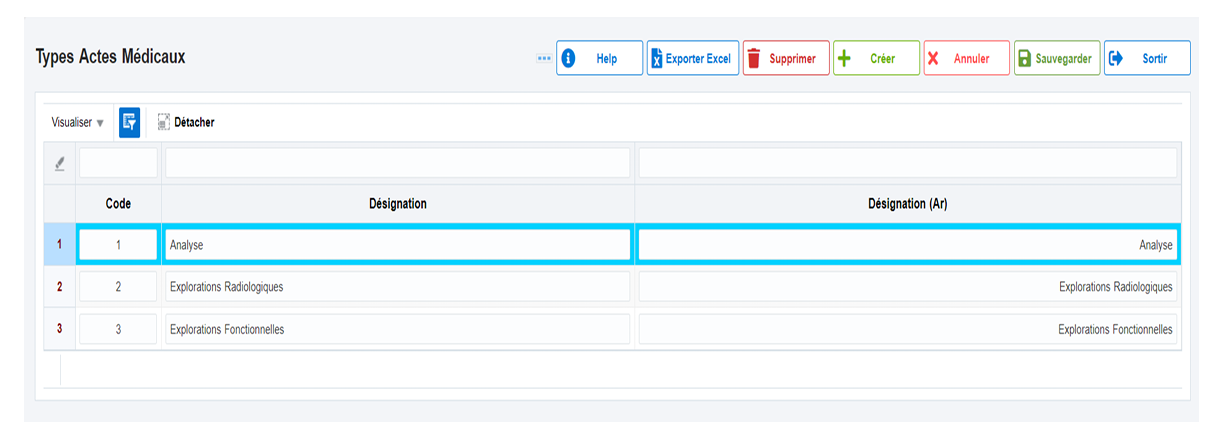 Types Actes Médicaux
Help Exporter Excel Supprimer Créer Annuler Sauvegarder Sortir
Visualiser Détacher
Code Désignation Désignation (Ar)
1 1 Analyse Analyse
2 2 Explorations Radiologiques Explorations Radiologiques
3 3 Explorations Fonctionnelles Explorations Fonctionnelles